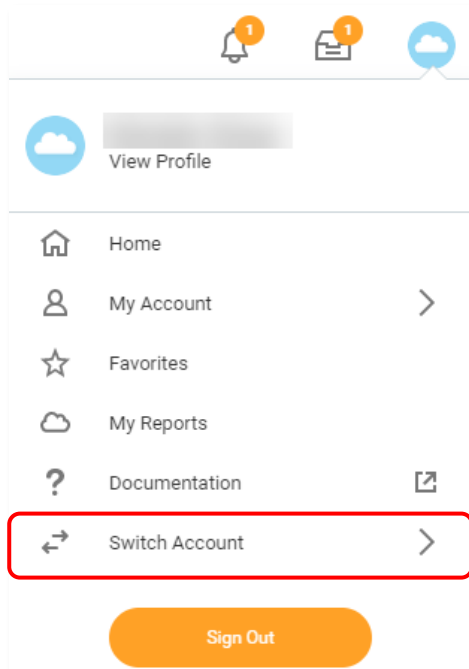 1
1
View Profile
Home
My Account
Favorites
My Reports
? Documentation
Switch Account
Sign Out